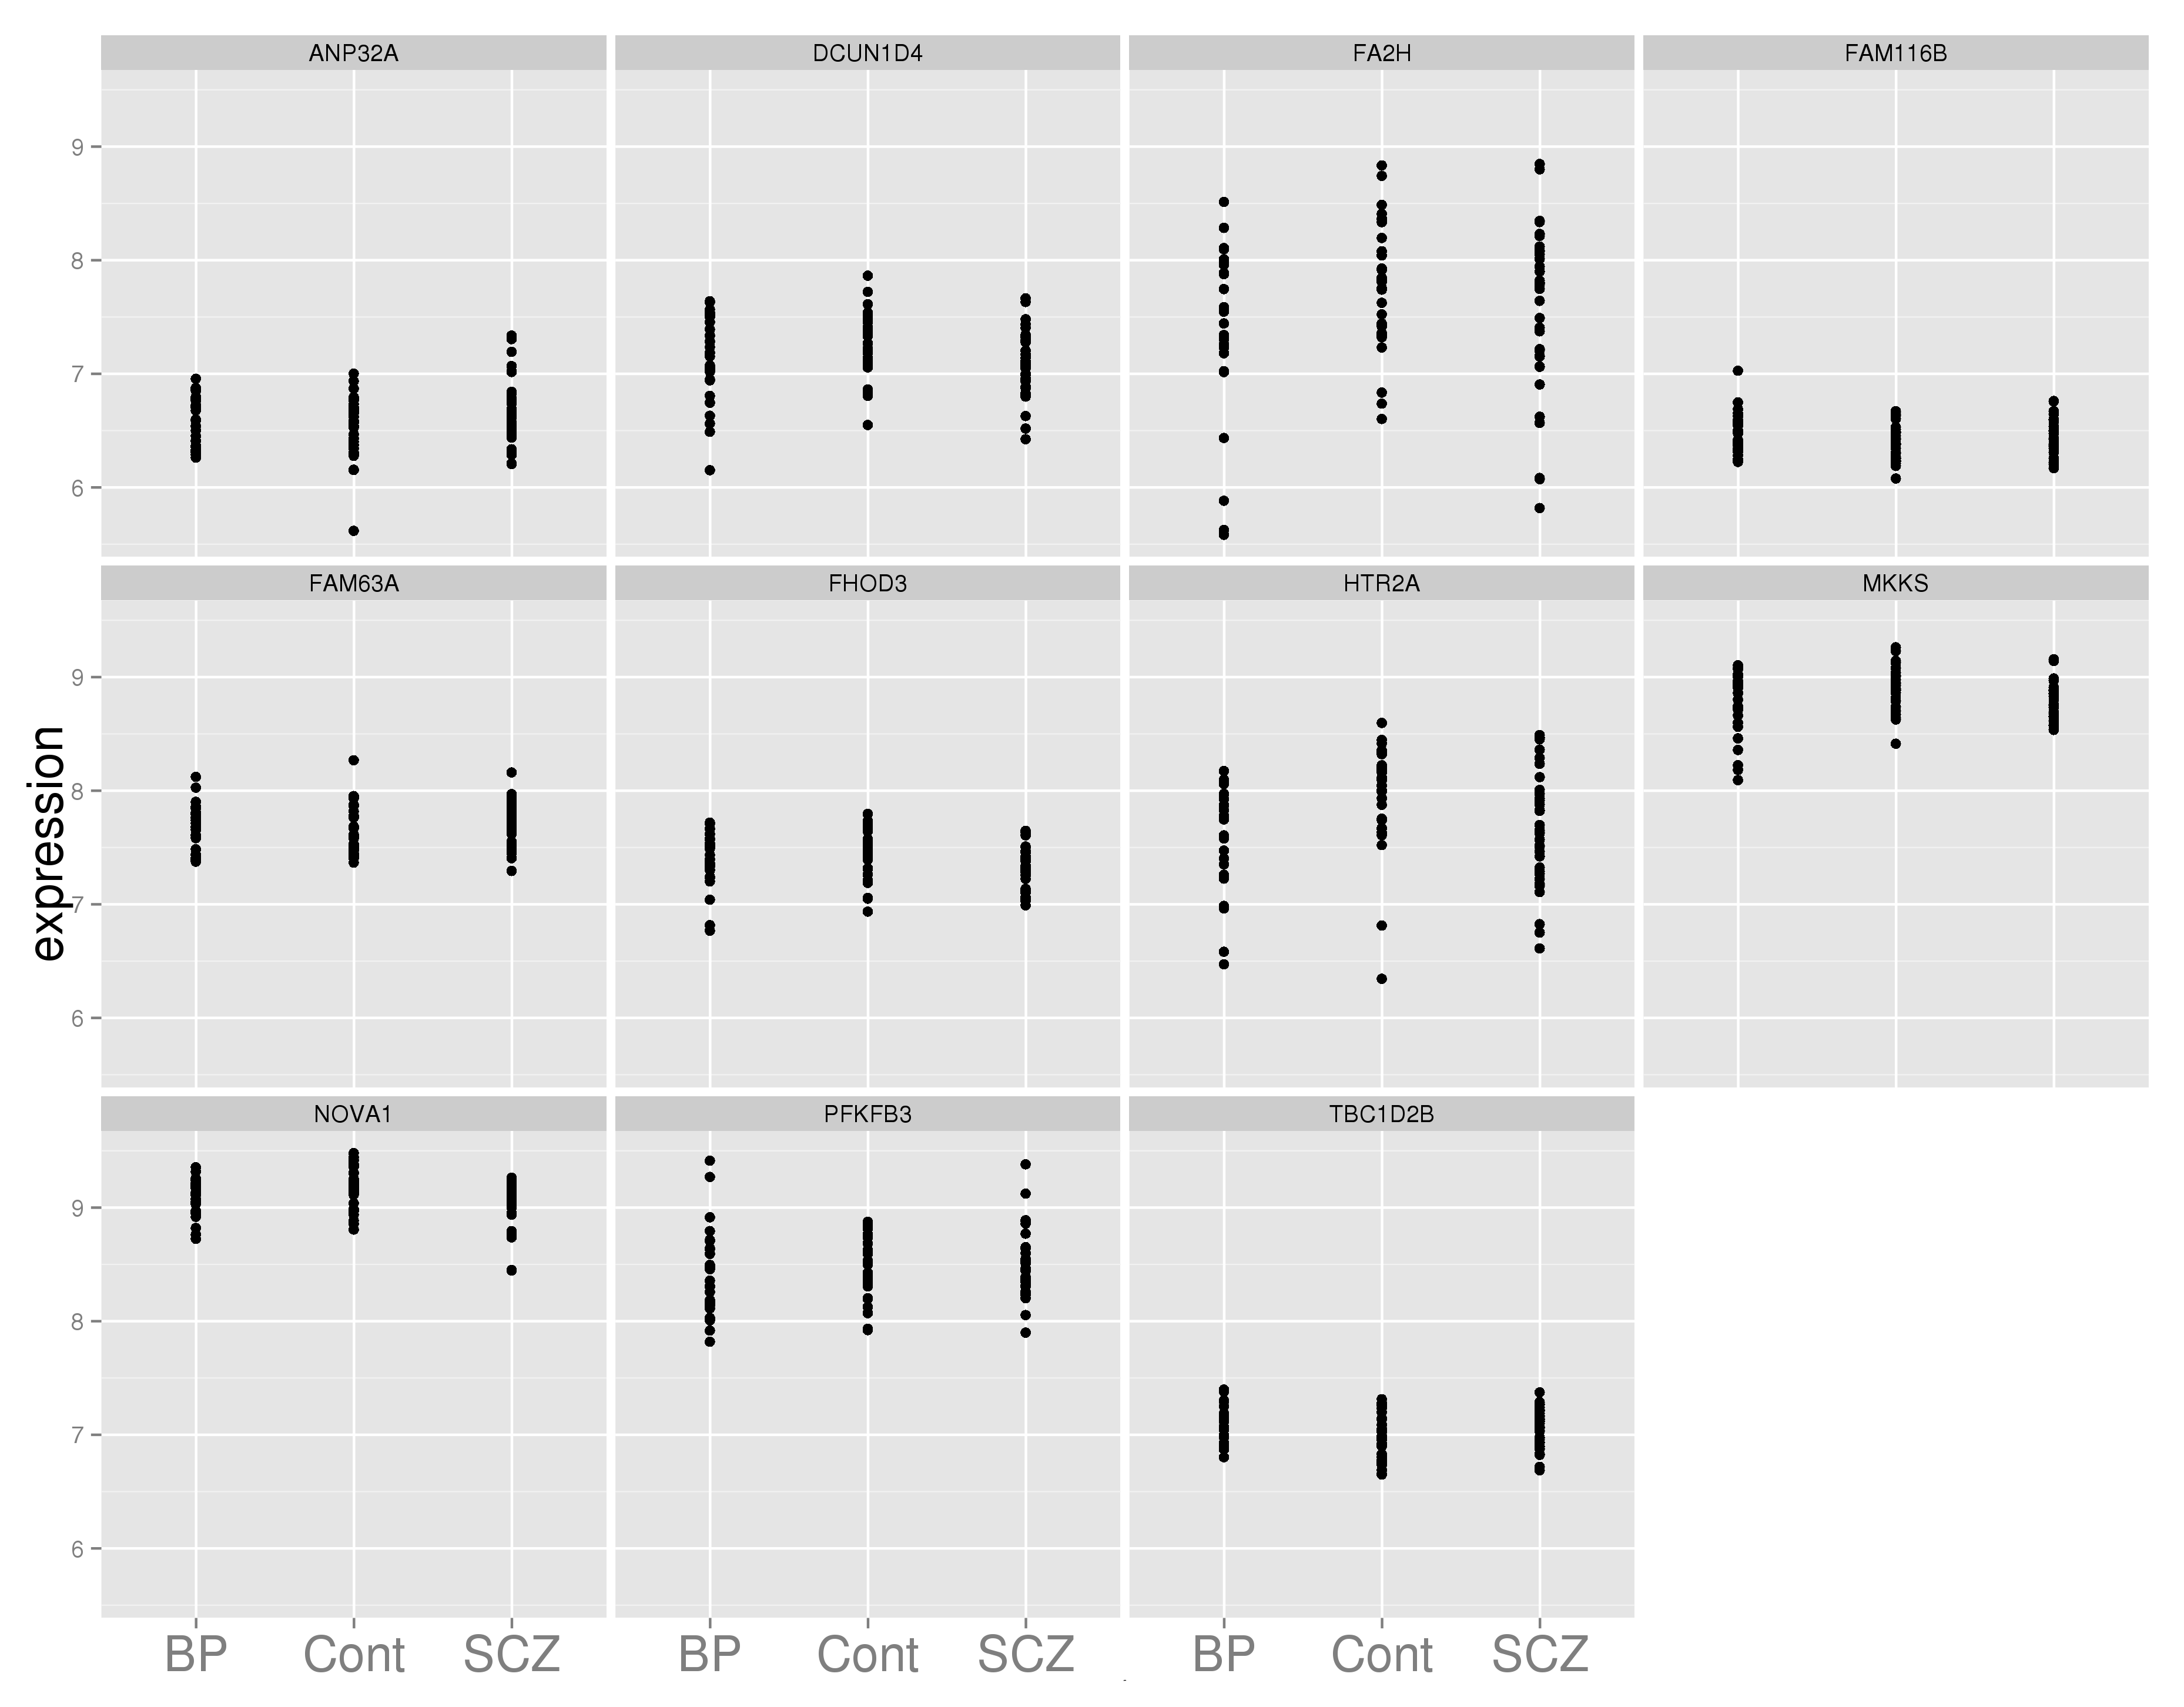 ANP32A DCUN1D4 FA2H FAM116B
9
8
7
6
FAM63A FHOD3 HTR2A MKKS
9
8
7
6
expression
NOVA1 PFKFB3 TBC1D2B
9
8
7
6
BP Cont SCZ BP Cont SCZ BP Cont SCZ